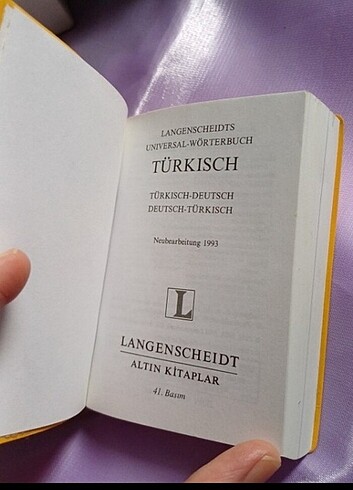 LANGENSCHEIDTS
UNIVERSAL-WÖRTERBUCH
TÜRKISCH
TÜRKISCH-DEUTSCH
DEUTSCH-TÜRKISCH
Neubearbeitung 1993
L
LANGENSCHEIDT
ALTIN KİTAPLAR
41. Basım